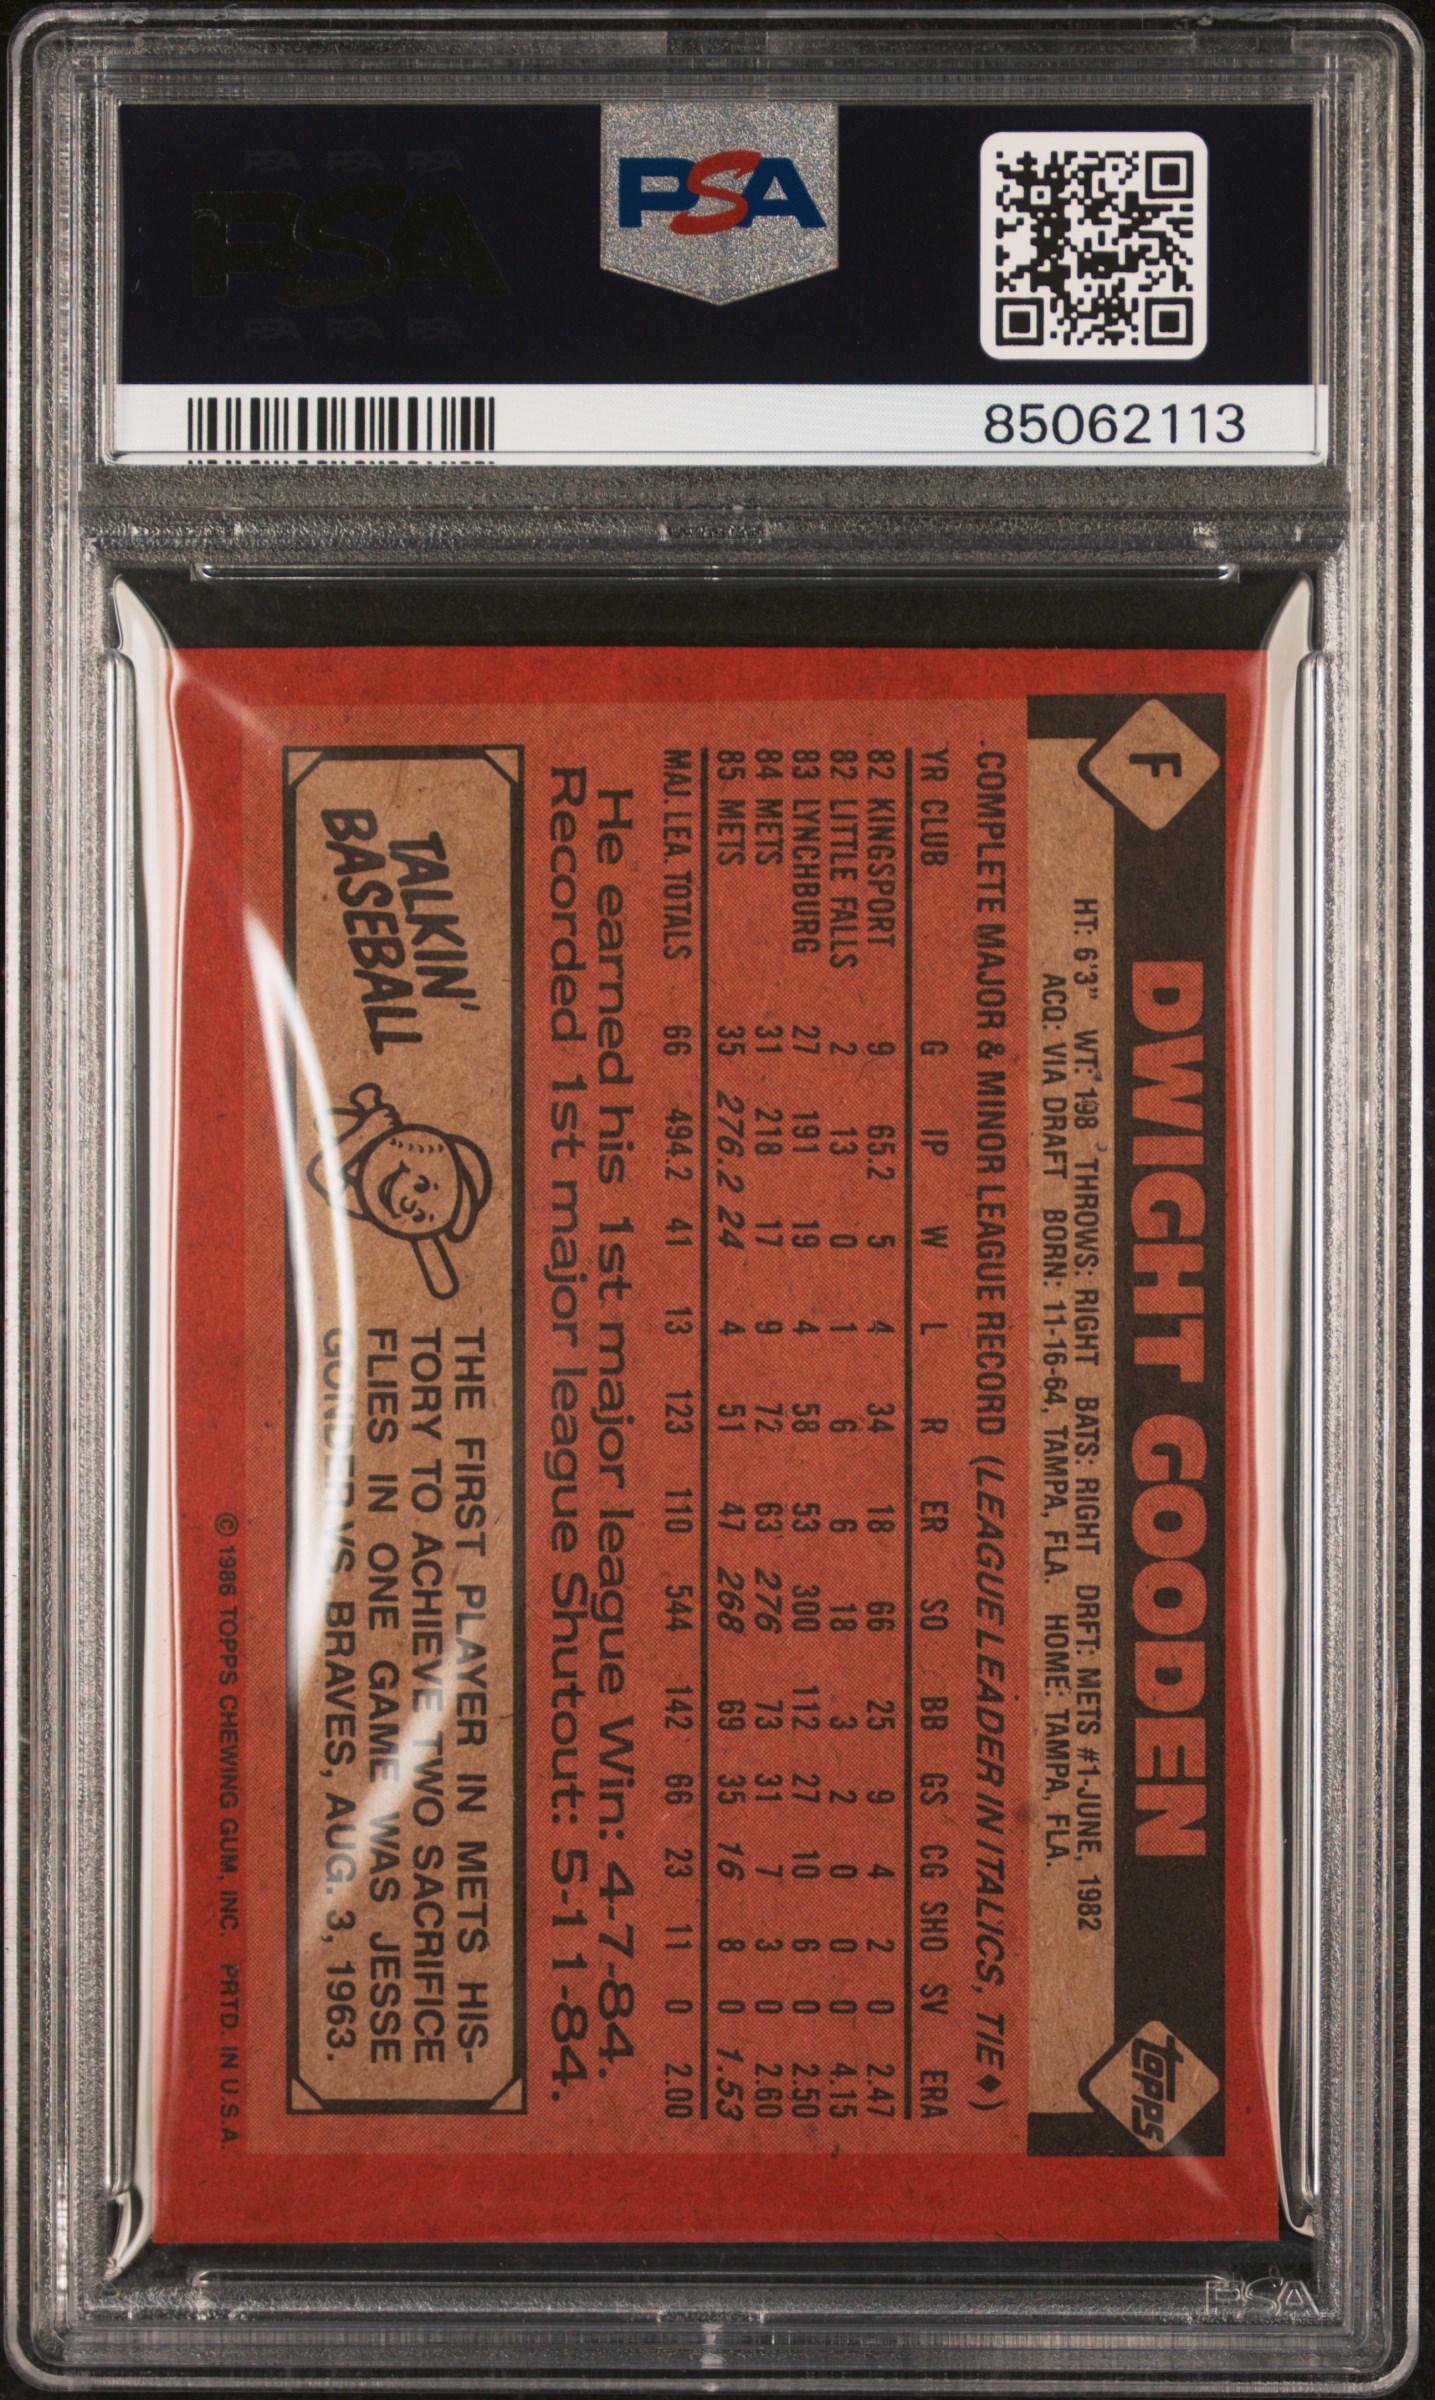 PSA PSA PSA
PSA
PSA PSA PSA
PSA
85062113
F
DWIGHT GOODEN
topps
HT: 6'3" WT: 198 THROWS: RIGHT BATS: RIGHT DRFT: METS #1-JUNE, 1982
ACQ: VIA DRAFT BORN: 11-16-64, TAMPA, FLA. HOME: TAMPA, FLA.
COMPLETE MAJOR & MINOR LEAGUE RECORD (LEAGUE LEADER IN ITALICS, TIE♦)
YR CLUB G IP W L R ER SO BB GS CG SHO SV ERA
82 KINGSPORT 9 65.2 5 4 34 18 66 25 9 4 2 0 2.47
82 LITTLE FALLS 2 13 0 1 6 6 18 3 2 0 0 0 4.15
83 LYNCHBURG 27 191 19 4 58 53 300 112 27 10 6 0 2.50
84 METS 31 218 17 9 72 63 276 73 31 7 3 0 2.60
85 METS 35 276.2 24 4 51 47 268 69 35 16 8 0 1.53
MAJ. LEA. TOTALS 66 494.2 41 13 123 110 544 142 66 23 11 0 2.00
He earned his 1st major league Win: 4-7-84.
Recorded 1st major league Shutout: 5-11-84.
TALKIN'
BASEBALL
THE FIRST PLAYER IN METS HIS-
TORY TO ACHIEVE TWO SACRIFICE
FLIES IN ONE GAME WAS JESSE
GONDER VS. BRAVES, AUG. 3, 1963.
© 1986 TOPPS CHEWING GUM, INC. PRTD. IN U.S.A.
PSA